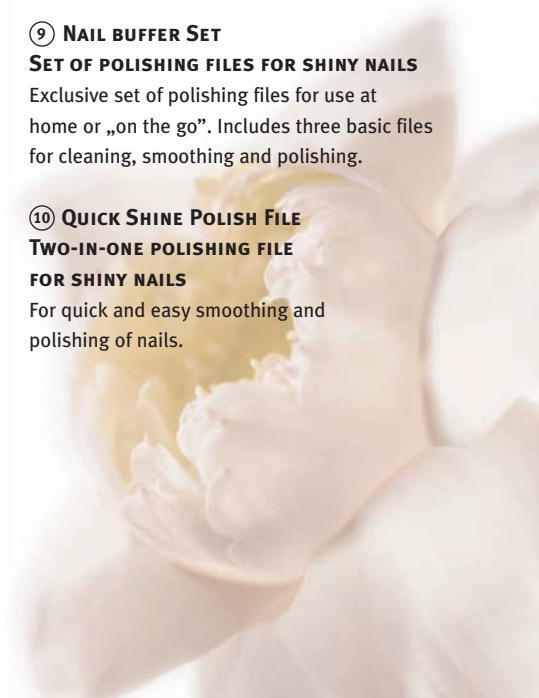 ⑨ Nail buffer Set
Set of polishing files for shiny nails
Exclusive set of polishing files for use at
home or „on the go”. Includes three basic files
for cleaning, smoothing and polishing.
⑩ Quick Shine Polish File
Two-in-one polishing file
for shiny nails
For quick and easy smoothing and
polishing of nails.